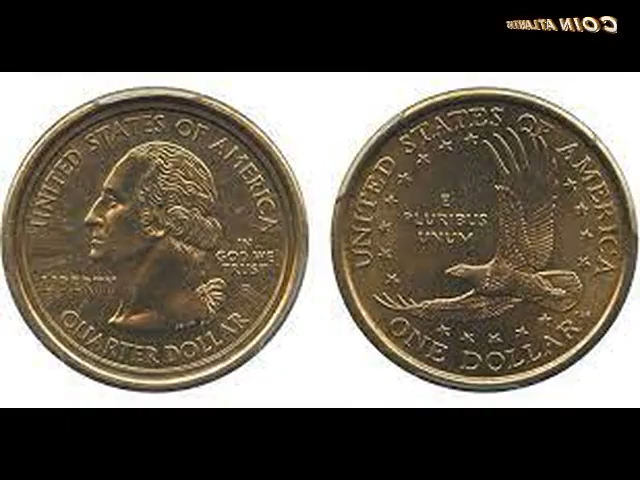 COIN ATLANTIS
UNITED STATES OF AMERICA
LIBERTY
IN
GOD WE
TRUST
P
QUARTER DOLLAR
UNITED STATES OF AMERICA
E
PLURIBUS
UNUM
ONE DOLLAR